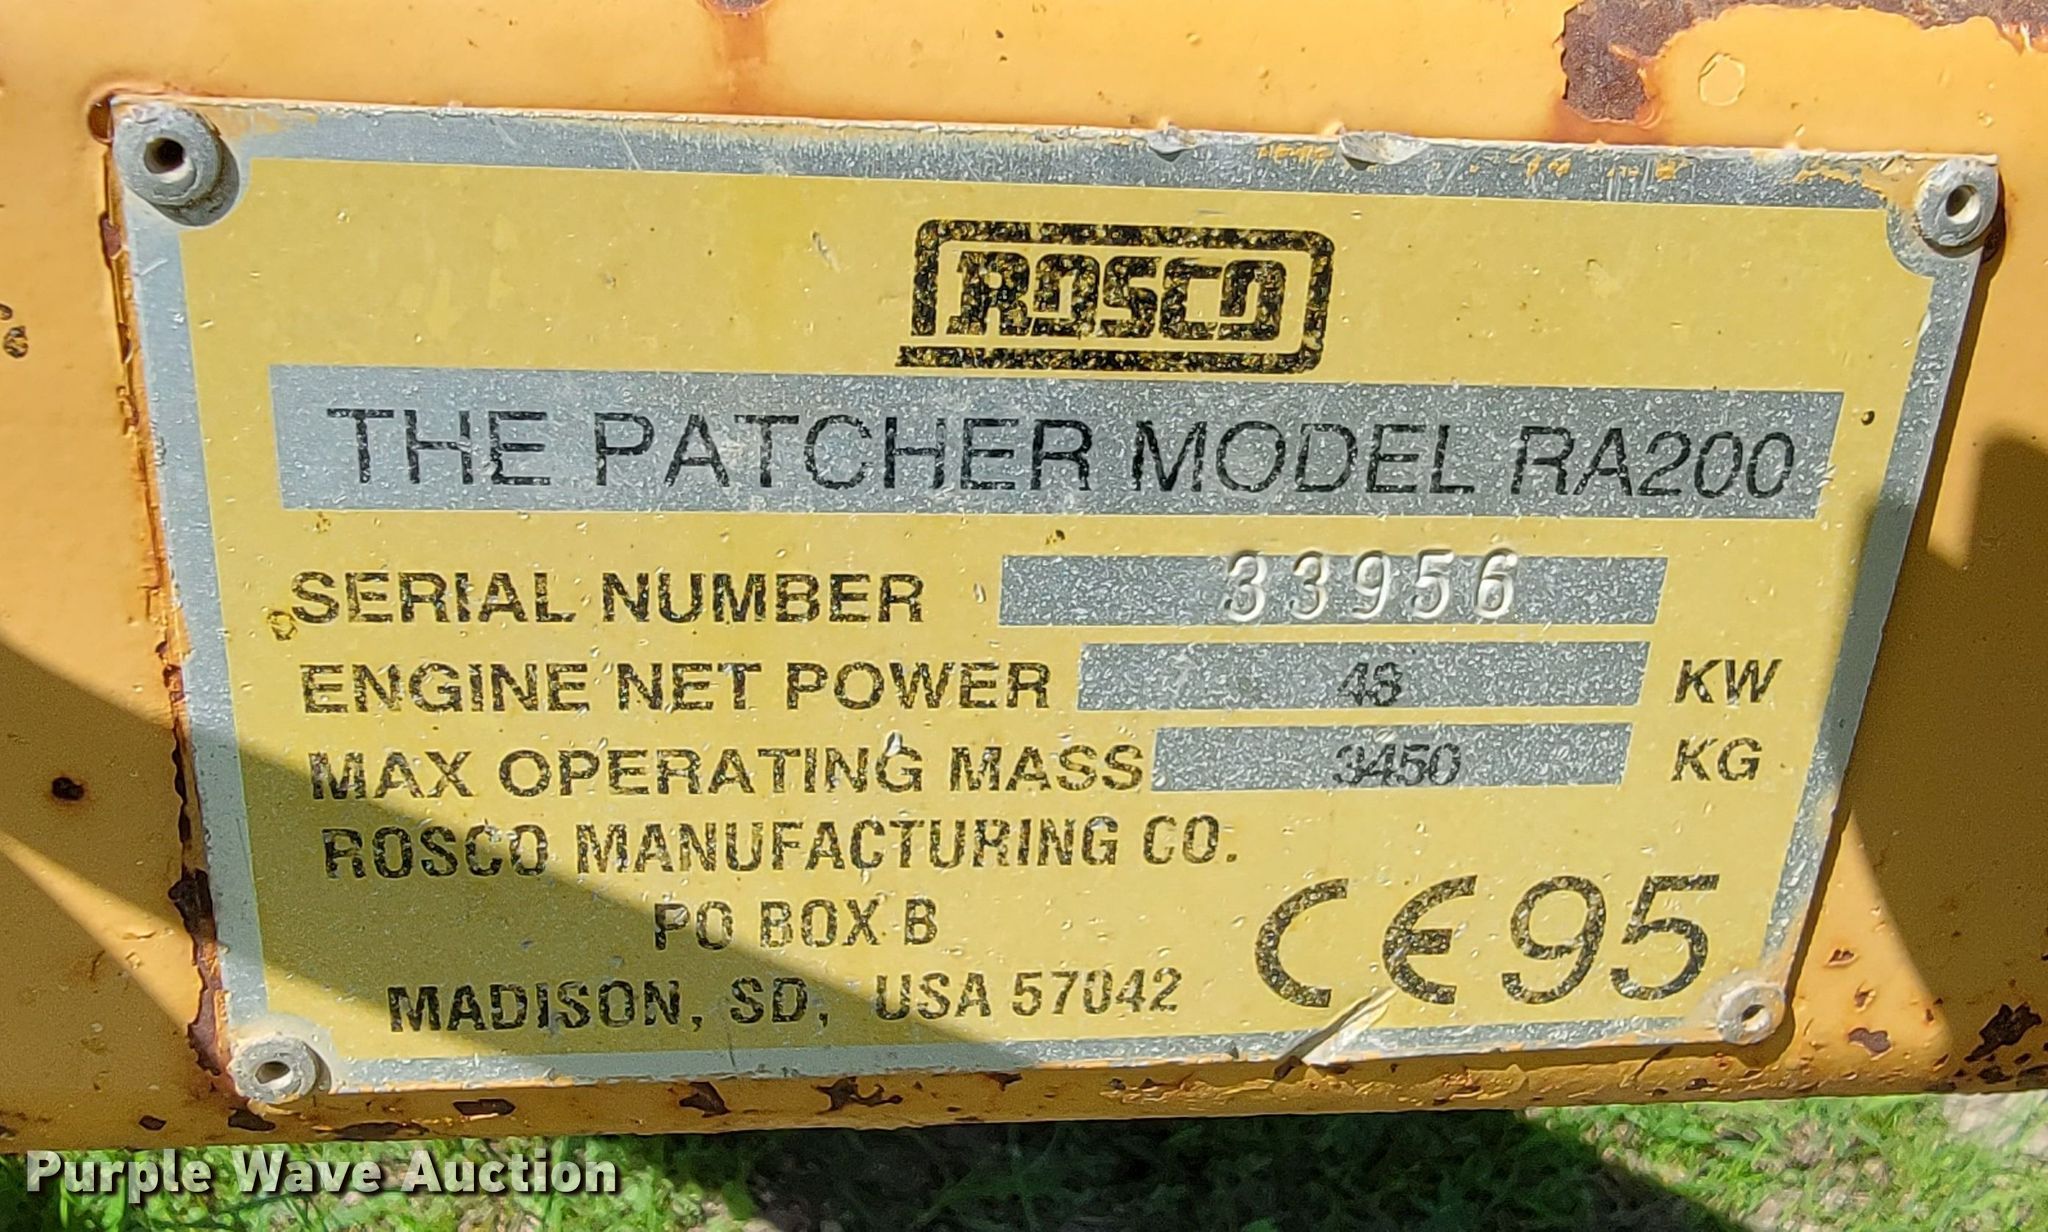 ROSCO
THE PATCHER MODEL RA200
SERIAL NUMBER 33956
ENGINE NET POWER 48 KW
MAX OPERATING MASS 3450 KG
ROSCO MANUFACTURING CO.
PO BOX B
MADISON, SD, USA 57042
CE 95
Purple Wave Auction